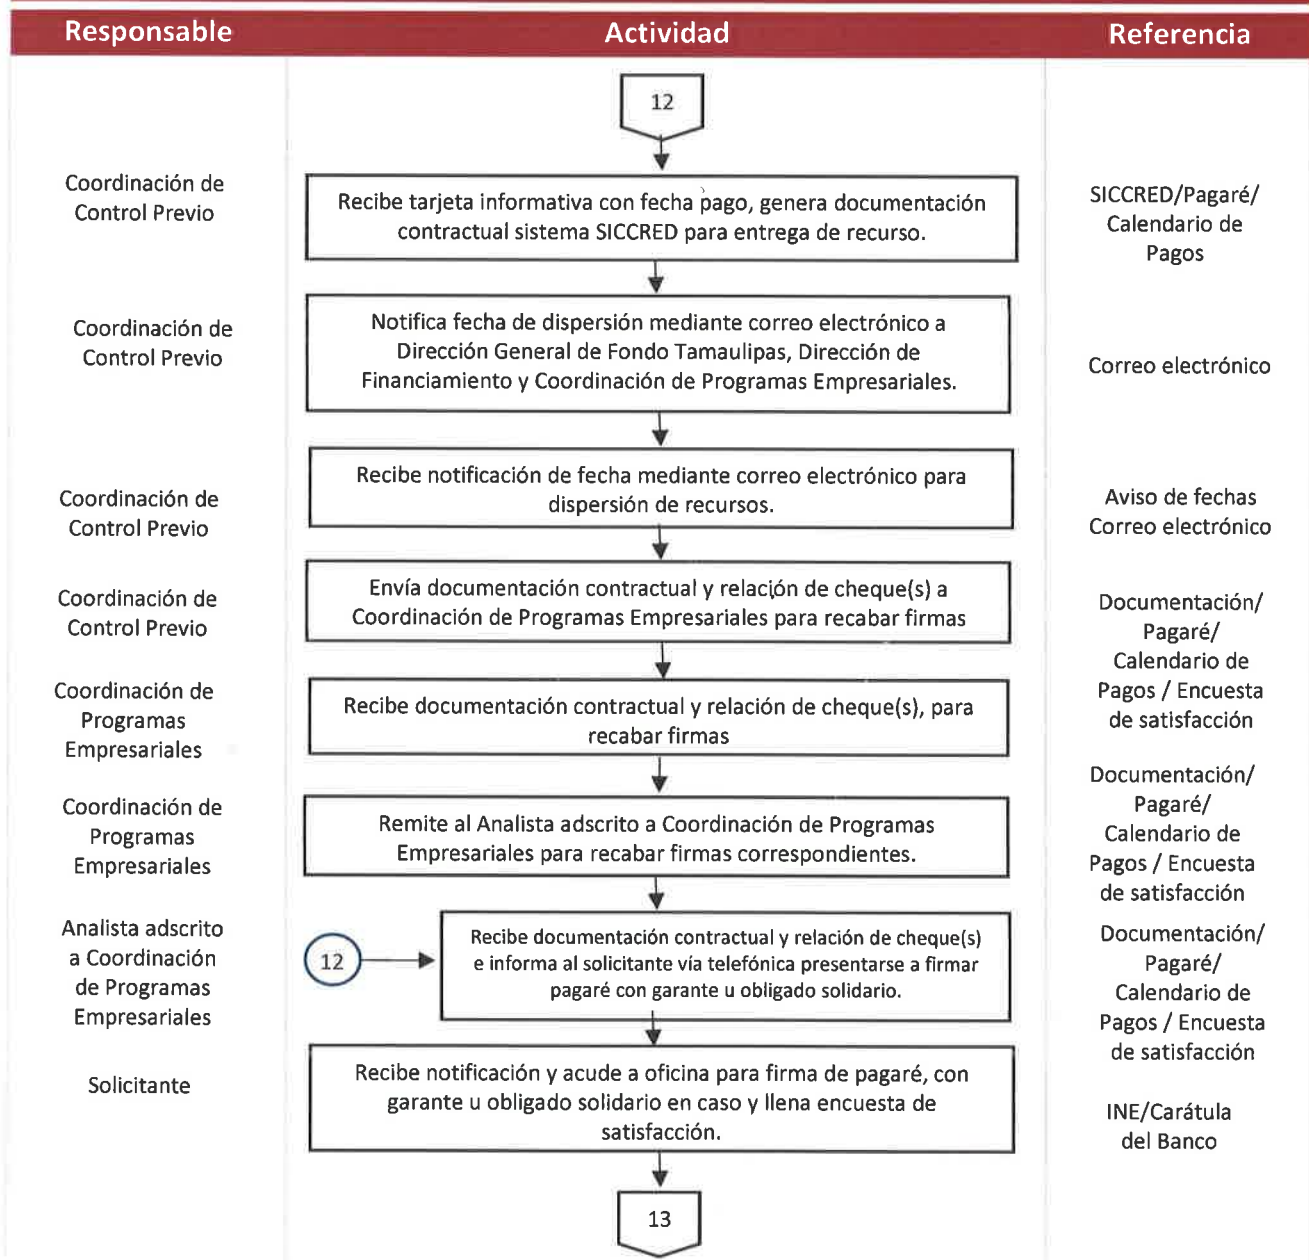 Responsable
Actividad
Referencia
12
Coordinación de
Control Previo
Recibe tarjeta informativa con fecha pago, genera documentación
contractual sistema SICCRED para entrega de recurso.
SICCRED/Pagaré/
Calendario de
Pagos
Coordinación de
Control Previo
Notifica fecha de dispersión mediante correo electrónico a
Dirección General de Fondo Tamaulipas, Dirección de
Financiamiento y Coordinación de Programas Empresariales.
Correo electrónico
Coordinación de
Control Previo
Recibe notificación de fecha mediante correo electrónico para
dispersión de recursos.
Aviso de fechas
Correo electrónico
Coordinación de
Control Previo
Envía documentación contractual y relación de cheque(s) a
Coordinación de Programas Empresariales para recabar firmas
Documentación/
Pagaré/
Calendario de
Pagos / Encuesta
de satisfacción
Coordinación de
Programas
Empresariales
Recibe documentación contractual y relación de cheque(s), para
recabar firmas
Coordinación de
Programas
Empresariales
Remite al Analista adscrito a Coordinación de Programas
Empresariales para recabar firmas correspondientes.
Documentación/
Pagaré/
Calendario de
Pagos / Encuesta
de satisfacción
Analista adscrito
a Coordinación
de Programas
Empresariales
12
Recibe documentación contractual y relación de cheque(s)
e informa al solicitante vía telefónica presentarse a firmar
pagaré con garante u obligado solidario.
Documentación/
Pagaré/
Calendario de
Pagos / Encuesta
de satisfacción
Solicitante
Recibe notificación y acude a oficina para firma de pagaré, con
garante u obligado solidario en caso y llena encuesta de
satisfacción.
INE/Carátula
del Banco
13